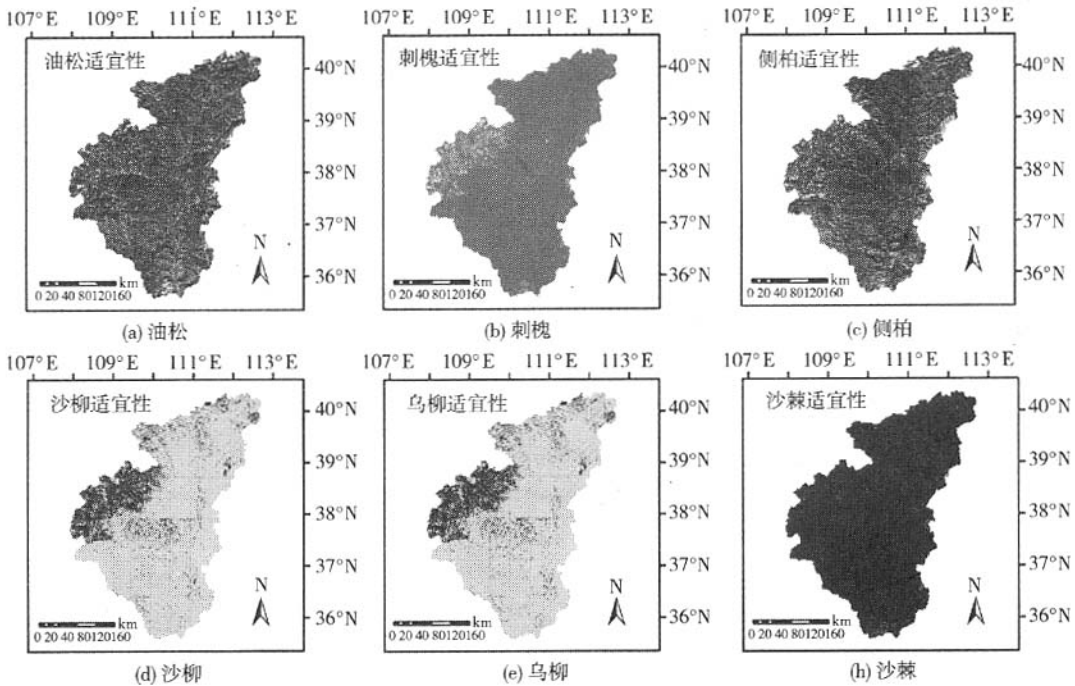 107°E 109°E 111°E 113°E 107°E 109°E 111°E 113°E 107°E 109°E 111°E 113°E
油松适宜性 刺槐适宜性 侧柏适宜性
40°N 40°N 40°N
39°N 39°N 39°N
38°N 38°N 38°N
37°N 37°N 37°N
N N N
36°N 36°N 36°N
km km km
0 20 40 60 80120160 0 20 40 60 80120160 0 20 40 60 80120160
(a) 油松 (b) 刺槐 (c) 侧柏
107°E 109°E 111°E 113°E 107°E 109°E 111°E 113°E 107°E 109°E 111°E 113°E
沙柳适宜性 乌柳适宜性 沙棘适宜性
40°N 40°N 40°N
39°N 39°N 39°N
38°N 38°N 38°N
37°N 37°N 37°N
N N N
36°N 36°N 36°N
km km km
0 20 40 60 80120160 0 20 40 60 80120160 0 20 40 60 80120160
(d) 沙柳 (e) 乌柳 (h) 沙棘